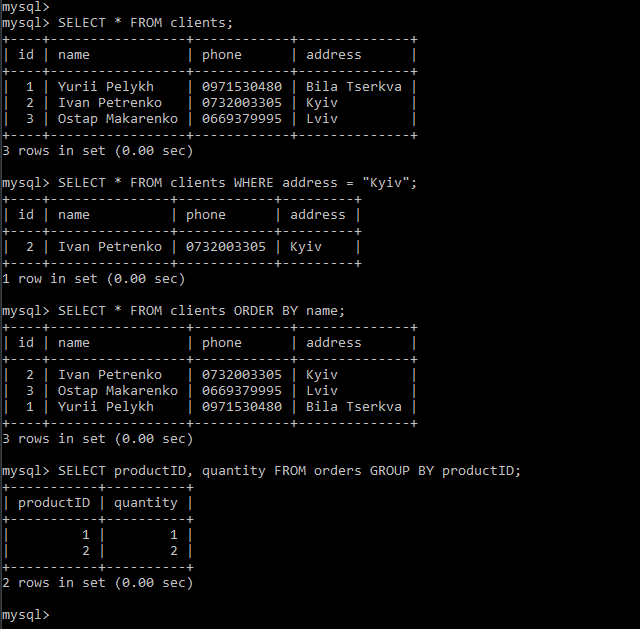 mysql>
mysql> SELECT * FROM clients;
+----+-----------------+------------+--------------+
| id | name            | phone      | address      |
+----+-----------------+------------+--------------+
|  1 | Yurii Pelykh    | 0971530480 | Bila Tserkva |
|  2 | Ivan Petrenko   | 0732003305 | Kyiv         |
|  3 | Ostap Makarenko | 0669379995 | Lviv         |
+----+-----------------+------------+--------------+
3 rows in set (0.00 sec)

mysql> SELECT * FROM clients WHERE address = "Kyiv";
+----+---------------+------------+---------+
| id | name          | phone      | address |
+----+---------------+------------+---------+
|  2 | Ivan Petrenko | 0732003305 | Kyiv    |
+----+---------------+------------+---------+
1 row in set (0.00 sec)

mysql> SELECT * FROM clients ORDER BY name;
+----+-----------------+------------+--------------+
| id | name            | phone      | address      |
+----+-----------------+------------+--------------+
|  2 | Ivan Petrenko   | 0732003305 | Kyiv         |
|  3 | Ostap Makarenko | 0669379995 | Lviv         |
|  1 | Yurii Pelykh    | 0971530480 | Bila Tserkva |
+----+-----------------+------------+--------------+
3 rows in set (0.00 sec)

mysql> SELECT productID, quantity FROM orders GROUP BY productID;
+-----------+----------+
| productID | quantity |
+-----------+----------+
|         1 |        1 |
|         2 |        2 |
+-----------+----------+
2 rows in set (0.00 sec)

mysql>